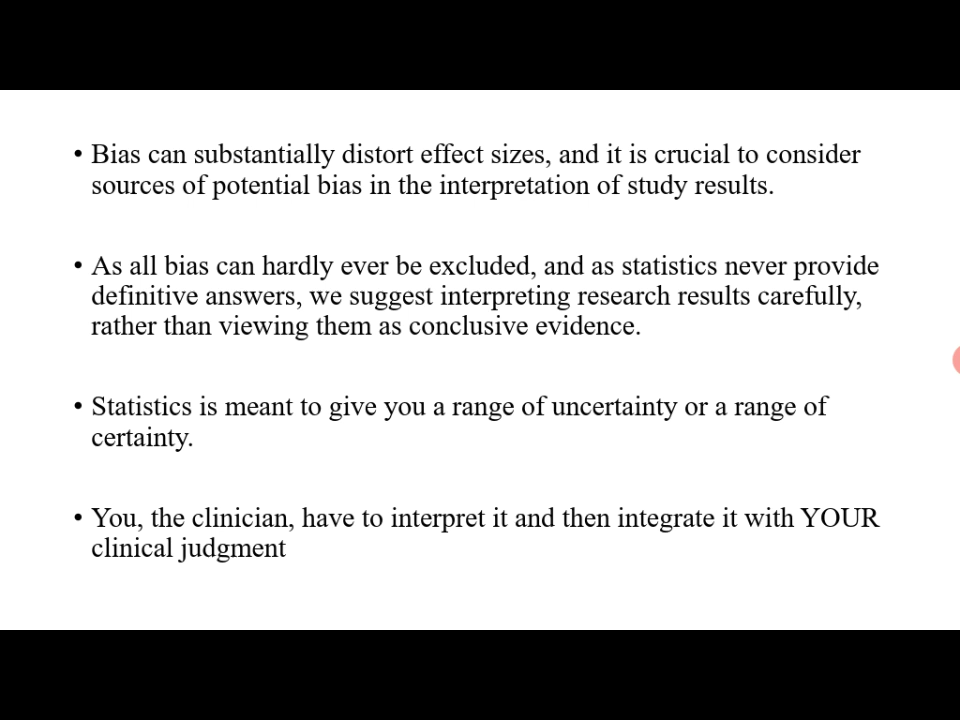 • Bias can substantially distort effect sizes, and it is crucial to consider
sources of potential bias in the interpretation of study results.
• As all bias can hardly ever be excluded, and as statistics never provide
definitive answers, we suggest interpreting research results carefully,
rather than viewing them as conclusive evidence.
• Statistics is meant to give you a range of uncertainty or a range of
certainty.
• You, the clinician, have to interpret it and then integrate it with YOUR
clinical judgment